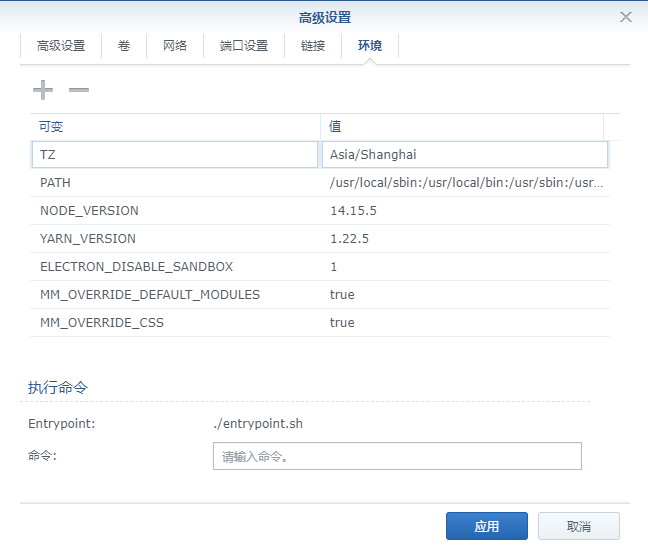 高级设置
高级设置 卷 网络 端口设置 链接 环境
可变 值
TZ Asia/Shanghai
PATH /usr/local/sbin:/usr/local/bin:/usr/sbin:/usr...
NODE_VERSION 14.15.5
YARN_VERSION 1.22.5
ELECTRON_DISABLE_SANDBOX 1
MM_OVERRIDE_DEFAULT_MODULES true
MM_OVERRIDE_CSS true
执行命令
Entrypoint: ./entrypoint.sh
命令: 请输入命令。
应用 取消